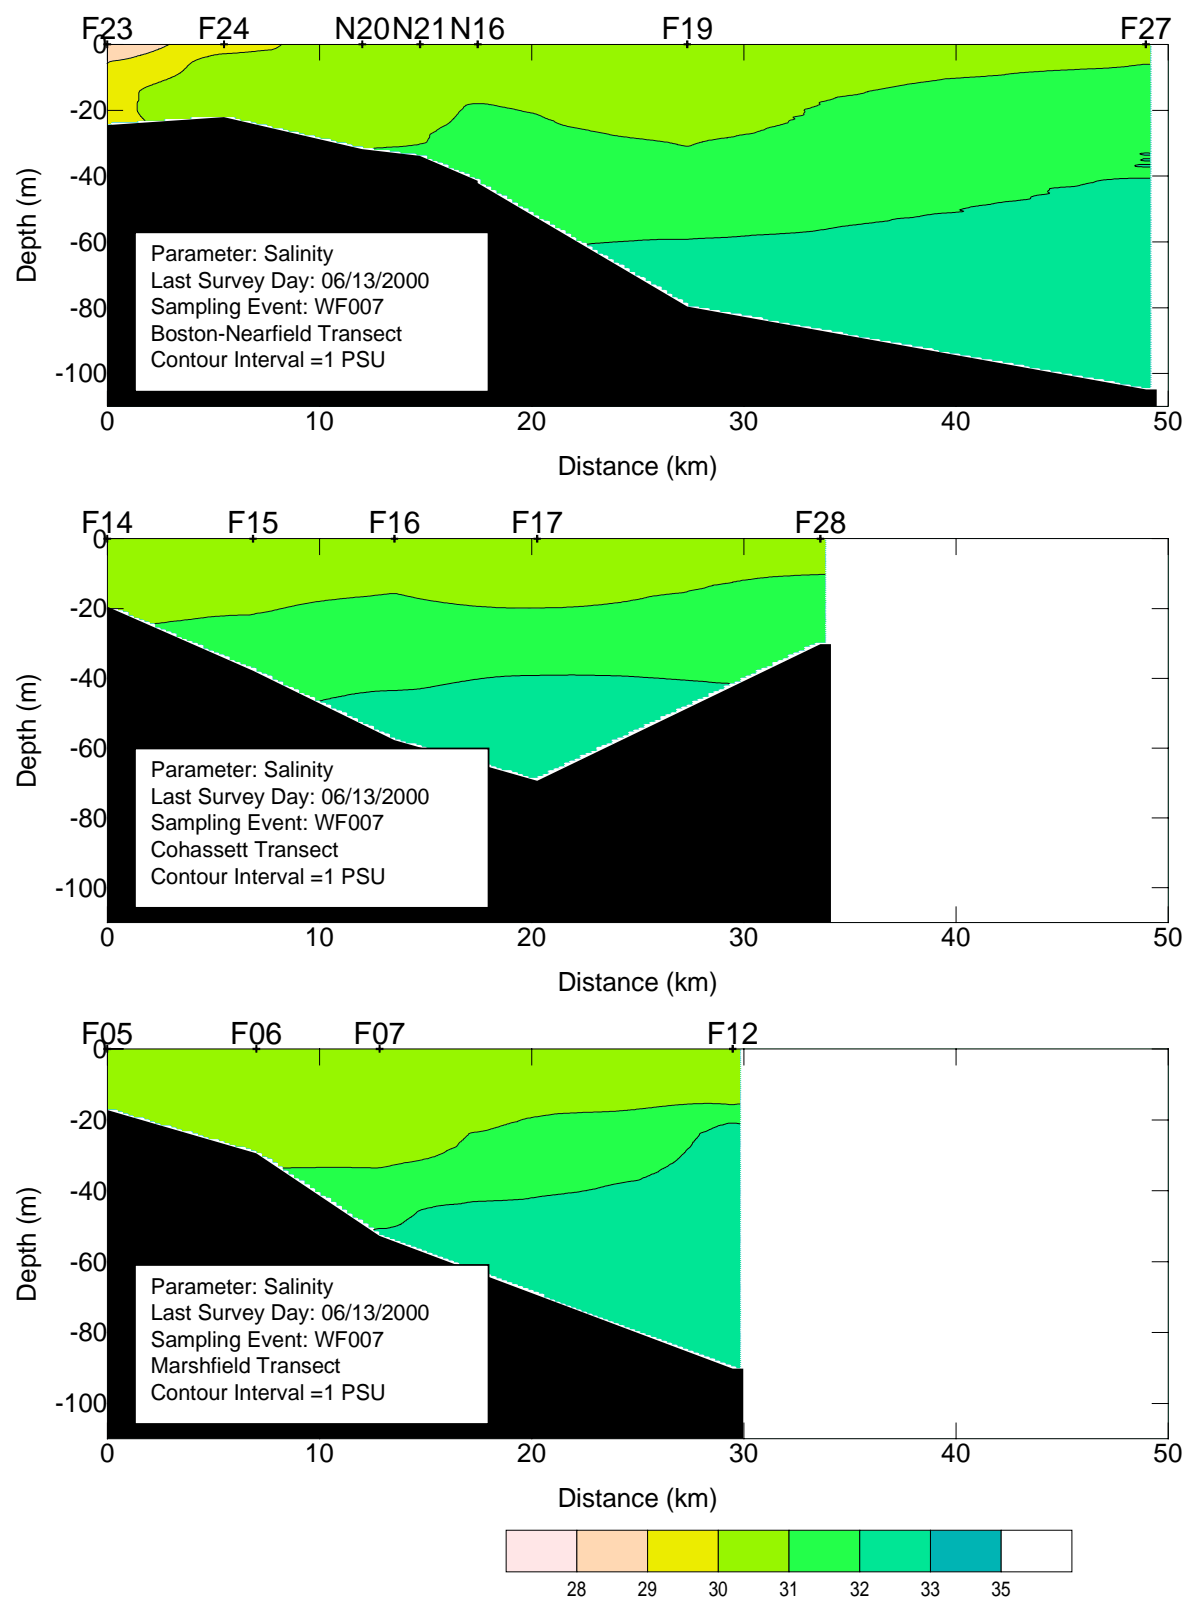 F23 F24 N20 N21 N16 F19 F27
0
-20
-40
-60
-80
-100
Depth (m)
Parameter: Salinity
Last Survey Day: 06/13/2000
Sampling Event: WF007
Boston-Nearfield Transect
Contour Interval =1 PSU
0 10 20 30 40 50
Distance (km)
F14 F15 F16 F17 F28
0
-20
-40
-60
-80
-100
Depth (m)
Parameter: Salinity
Last Survey Day: 06/13/2000
Sampling Event: WF007
Cohassett Transect
Contour Interval =1 PSU
0 10 20 30 40 50
Distance (km)
F05 F06 F07 F12
0
-20
-40
-60
-80
-100
Depth (m)
Parameter: Salinity
Last Survey Day: 06/13/2000
Sampling Event: WF007
Marshfield Transect
Contour Interval =1 PSU
0 10 20 30 40 50
Distance (km)
28 29 30 31 32 33 35